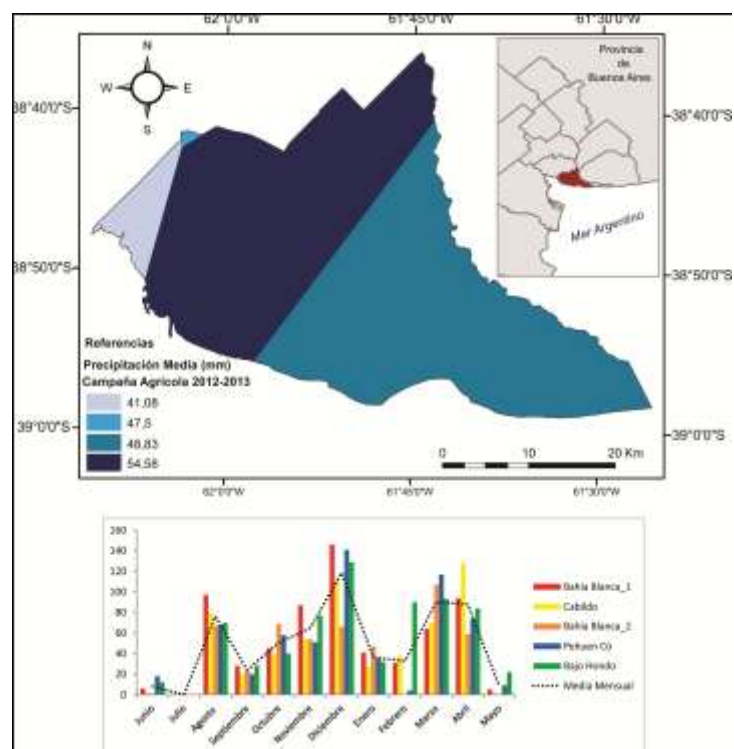 62°0'0"W 61°45'0"W 61°30'0"W
N
W E
S
Provincia
de
Buenos Aires
Mar Argentino
38°40'0"S 38°40'0"S
38°50'0"S 38°50'0"S
39°0'0"S 39°0'0"S
Referencias
Precipitación Media (mm)
Campaña Agrícola 2012-2013
41,08
47,5
48,83
54,58
0 10 20 Km
62°0'0"W 61°45'0"W 61°30'0"W
160
140
120
100
80
60
40
20
0
Junio Julio Agosto Septiembre Octubre Noviembre Diciembre Enero Febrero Marzo Abril Mayo
Bahía Blanca_1
Cabildo
Bahía Blanca_2
Pehuen Có
Bajo Hondo
Media Mensual